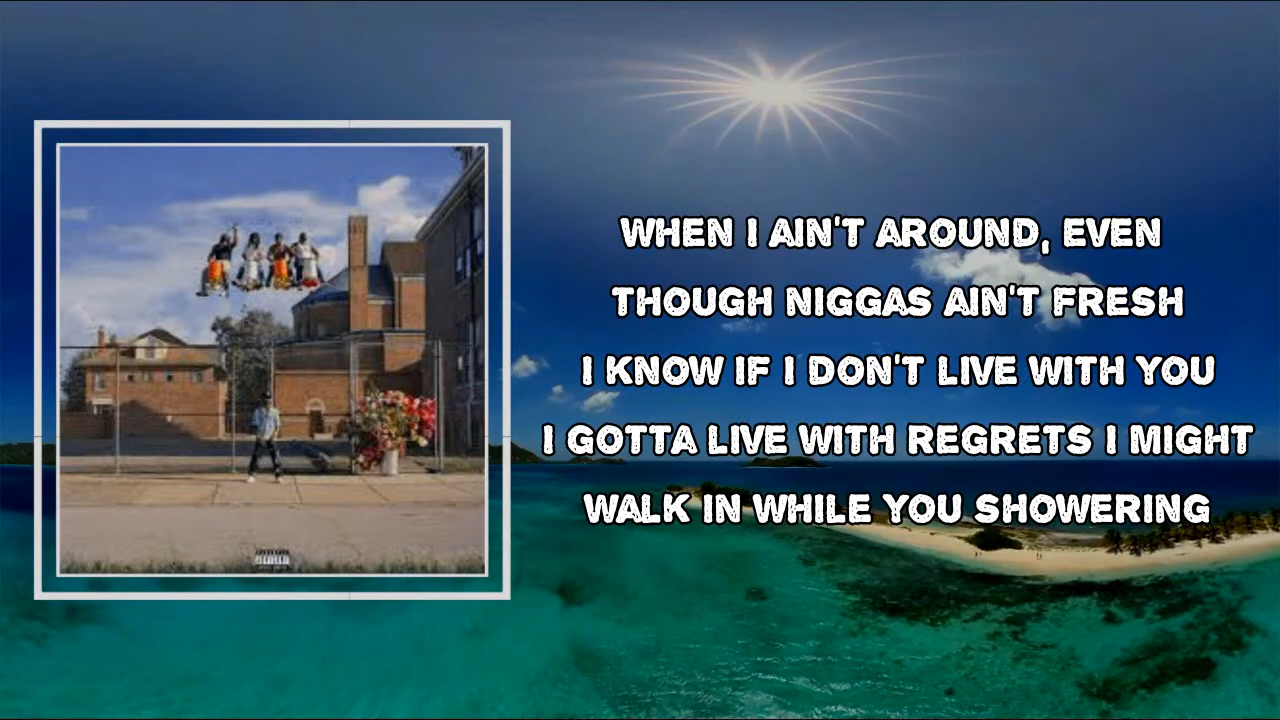 WHEN I AIN'T AROUND, EVEN
THOUGH NIGGAS AIN'T FRESH
I KNOW IF I DON'T LIVE WITH YOU
I GOTTA LIVE WITH REGRETS I MIGHT
WALK IN WHILE YOU SHOWERING